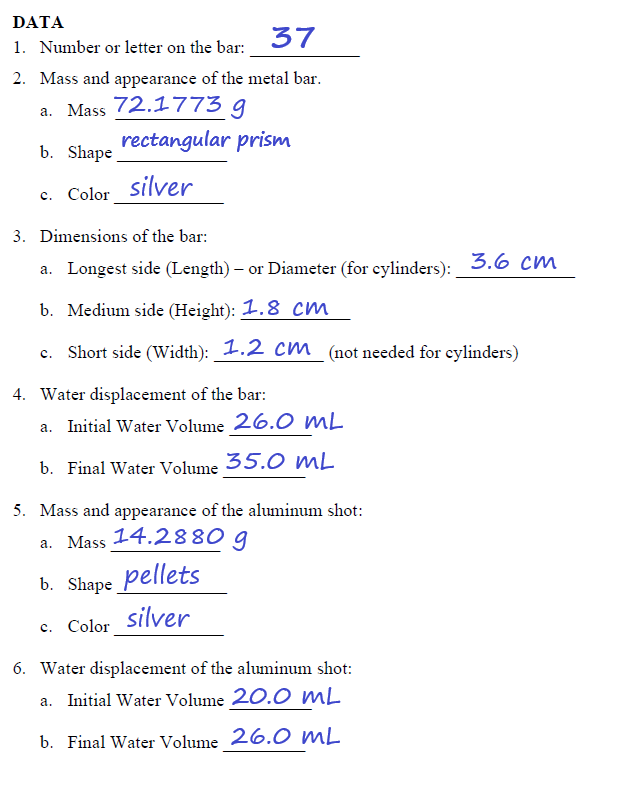 DATA
1. Number or letter on the bar: 37
2. Mass and appearance of the metal bar.
a. Mass 72.1773 g
b. Shape rectangular prism
c. Color silver
3. Dimensions of the bar:
a. Longest side (Length) – or Diameter (for cylinders): 3.6 cm
b. Medium side (Height): 1.8 cm
c. Short side (Width): 1.2 cm (not needed for cylinders)
4. Water displacement of the bar:
a. Initial Water Volume 26.0 mL
b. Final Water Volume 35.0 mL
5. Mass and appearance of the aluminum shot:
a. Mass 14.2880 g
b. Shape pellets
c. Color silver
6. Water displacement of the aluminum shot:
a. Initial Water Volume 20.0 mL
b. Final Water Volume 26.0 mL